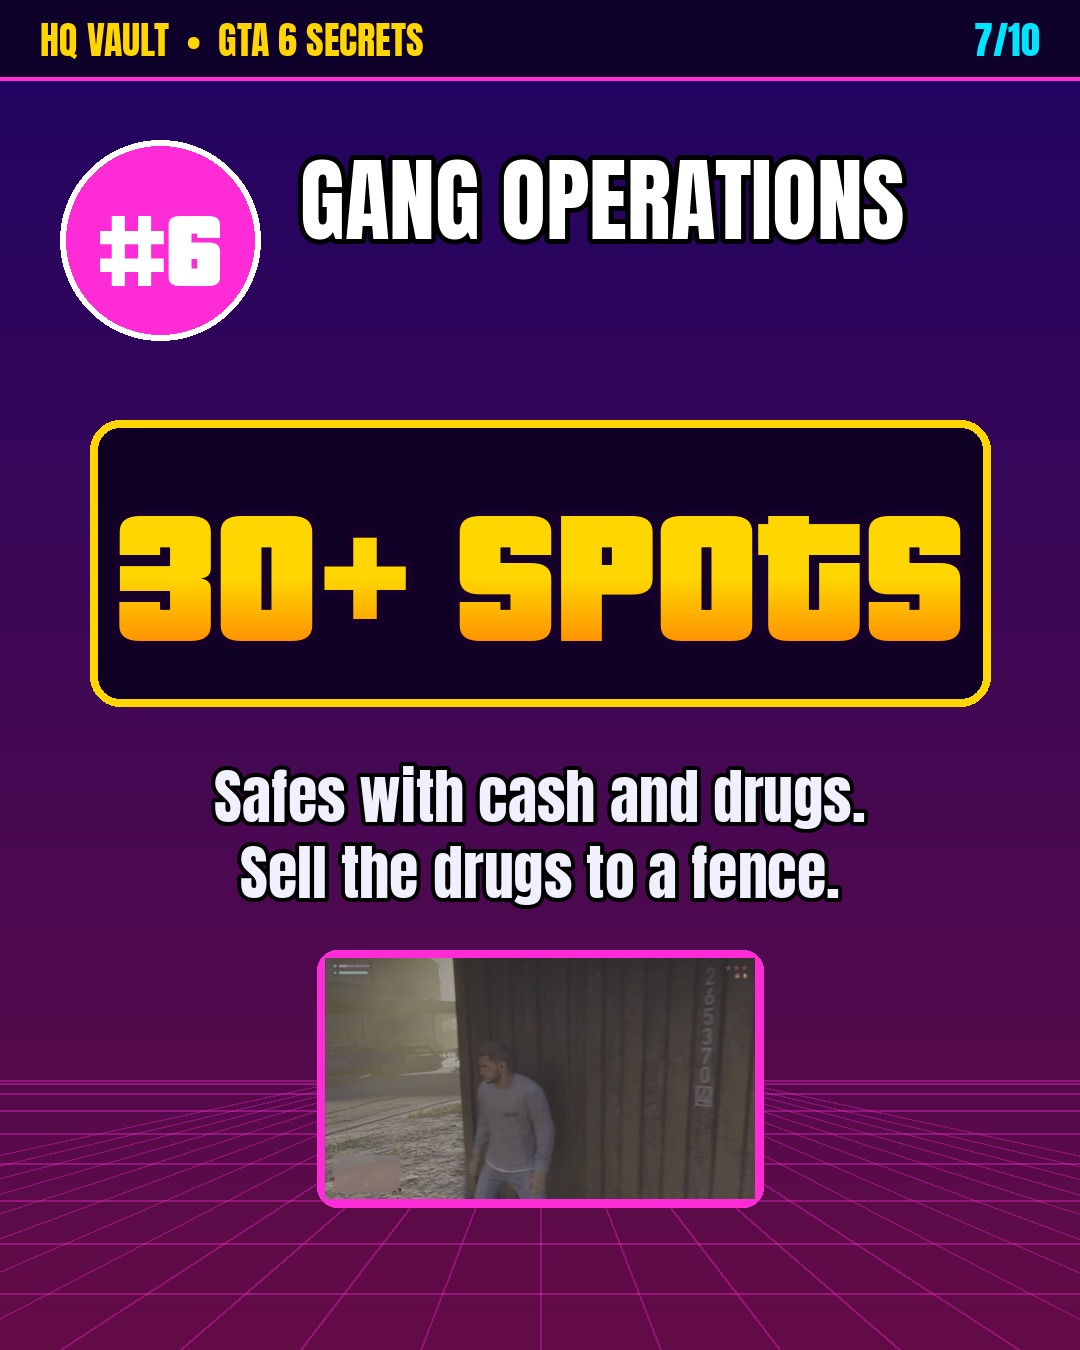 HQ VAULT • GTA 6 SECRETS
7/10
#6
GANG OPERATIONS
30+ SPOTS
Safes with cash and drugs.
Sell the drugs to a fence.
265370